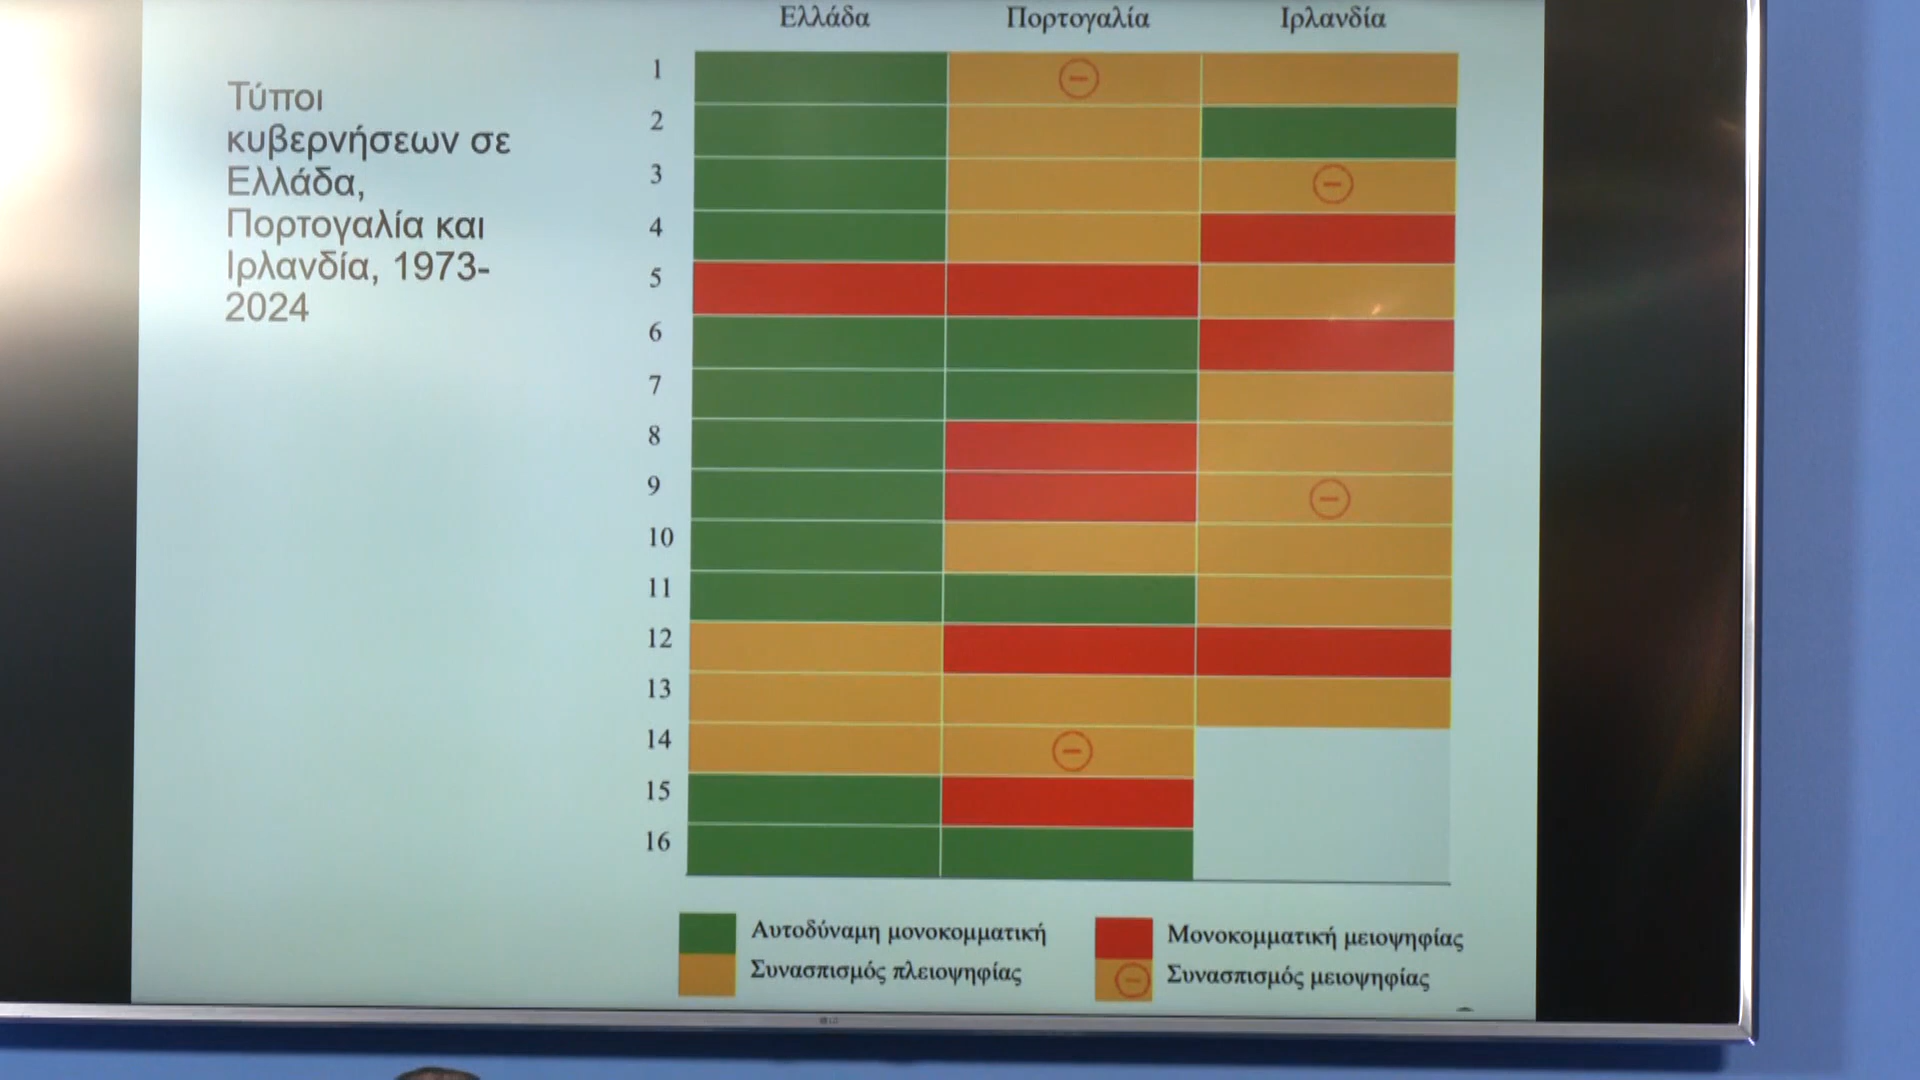 Τύποι
κυβερνήσεων σε
Ελλάδα,
Πορτογαλία και
Ιρλανδία, 1973-
2024
Ελλάδα Πορτογαλία Ιρλανδία
1
2
3
4
5
6
7
8
9
10
11
12
13
14
15
16
Αυτοδύναμη μονοκομματική
Μονοκομματική μειοψηφίας
Συνασπισμός πλειοψηφίας
Συνασπισμός μειοψηφίας
LG